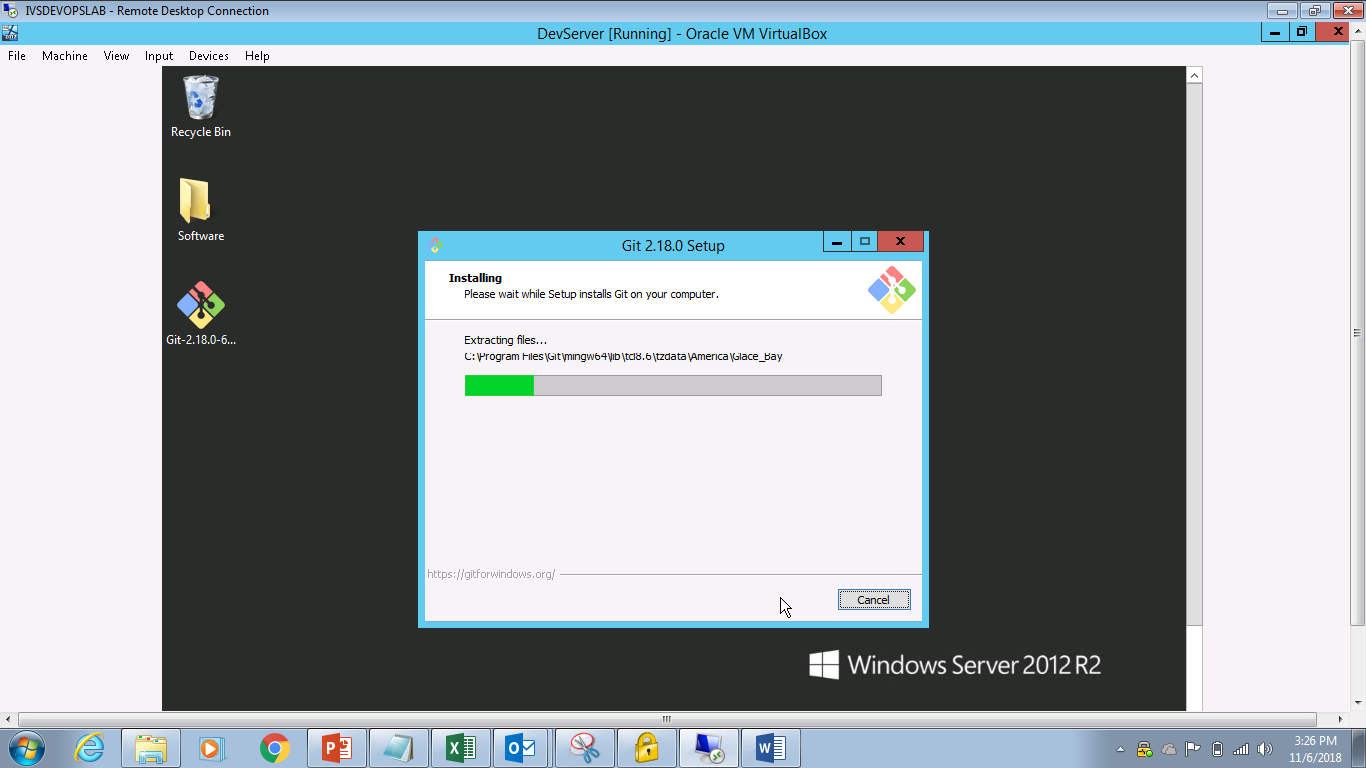 IVSDEVOPSLAB - Remote Desktop Connection
DevServer [Running] - Oracle VM VirtualBox
File Machine View Input Devices Help
Recycle Bin
Software
Git-2.18.0-6...
Git 2.18.0 Setup
Installing
Please wait while Setup installs Git on your computer.
Extracting files...
C:\Program Files\Git\mingw64\lib\tcl8.6\tzdata\America\Glace_Bay
https://gitforwindows.org/
Cancel
Windows Server 2012 R2
3:26 PM
11/6/2018